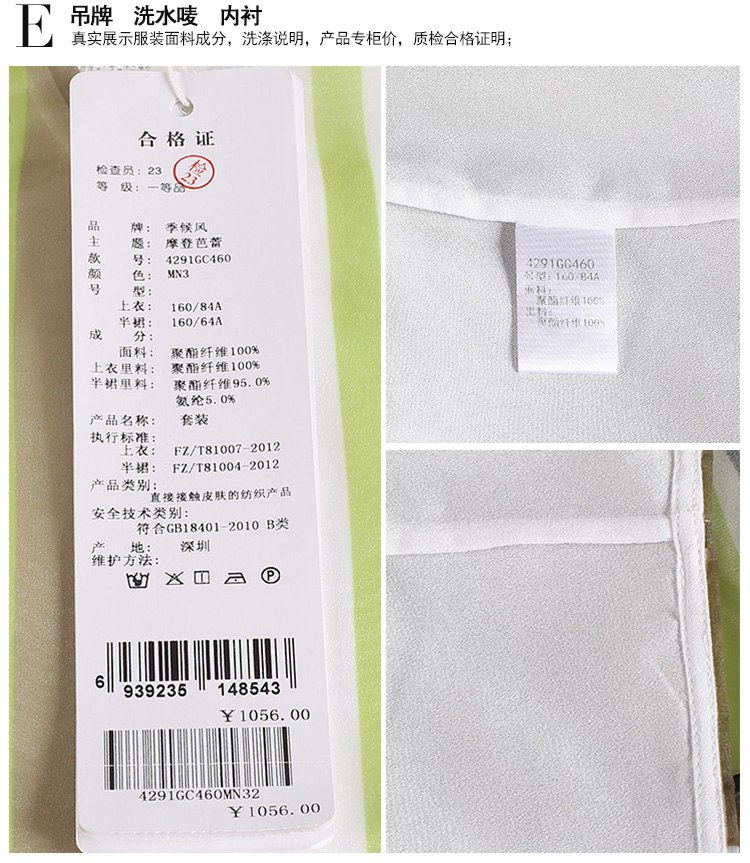 E
吊牌 洗水唛 内衬
真实展示服装面料成分，洗涤说明，产品专柜价，质检合格证明；
合格证
检查员：23
检
23
等 级：一等品
品 牌：季候风
主 题：摩登芭蕾
款 号：4291GC460
颜 色：MN3
号 型：
上衣：160/84A
半裙：160/64A
成 分：
面料：聚酯纤维100%
上衣里料：聚酯纤维100%
半裙里料：聚酯纤维95.0%
氨纶5.0%
产品名称：套装
执行标准：
上衣：FZ/T81007-2012
半裙：FZ/T81004-2012
产品类别：
直接接触皮肤的纺织产品
安全技术类别：
符合GB18401-2010 B类
产 地：深圳
维护方法：
6 939235 148543
￥1056.00
4291GC460MN32
￥1056.00
4291GC460
号型：160/84A
面料：
聚酯纤维100%
里料：
聚酯纤维100%